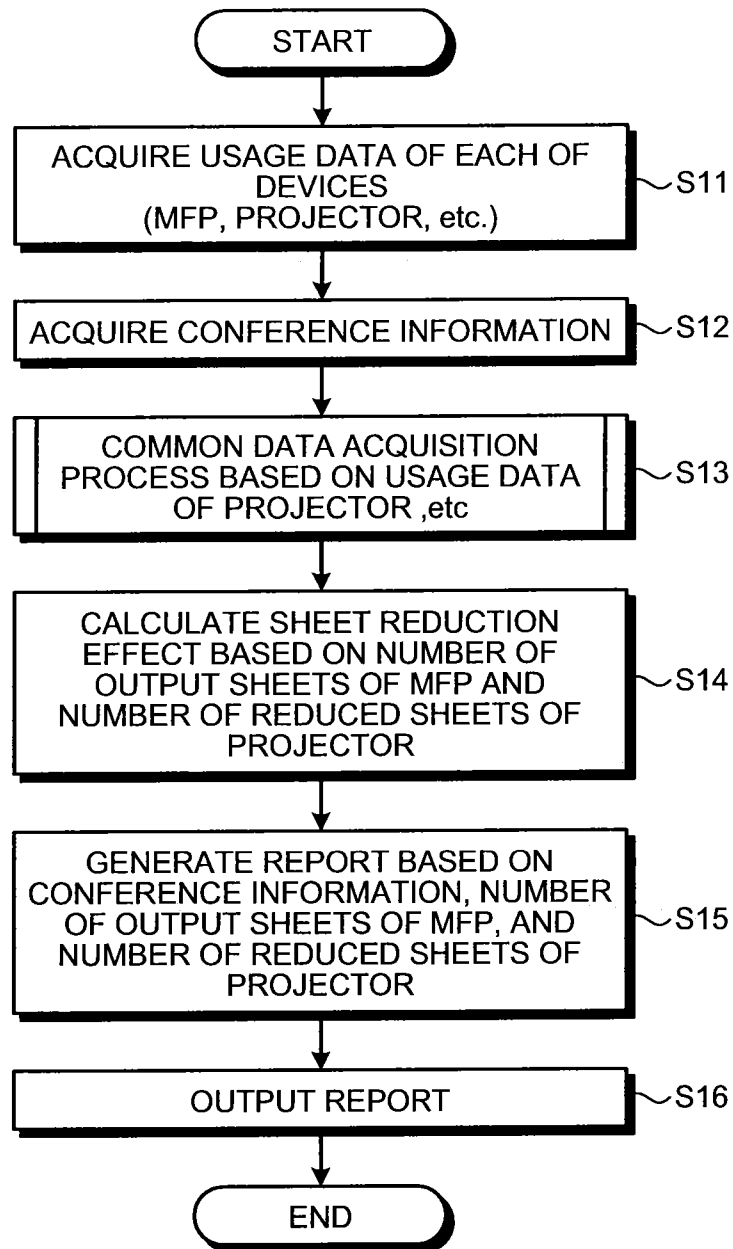 START
ACQUIRE USAGE DATA OF EACH OF
DEVICES
(MFP, PROJECTOR, etc.)
S11
ACQUIRE CONFERENCE INFORMATION
S12
COMMON DATA ACQUISITION
PROCESS BASED ON USAGE DATA
OF PROJECTOR ,etc
S13
CALCULATE SHEET REDUCTION
EFFECT BASED ON NUMBER OF
OUTPUT SHEETS OF MFP AND
NUMBER OF REDUCED SHEETS OF
PROJECTOR
S14
GENERATE REPORT BASED ON
CONFERENCE INFORMATION, NUMBER
OF OUTPUT SHEETS OF MFP, AND
NUMBER OF REDUCED SHEETS OF
PROJECTOR
S15
OUTPUT REPORT
S16
END